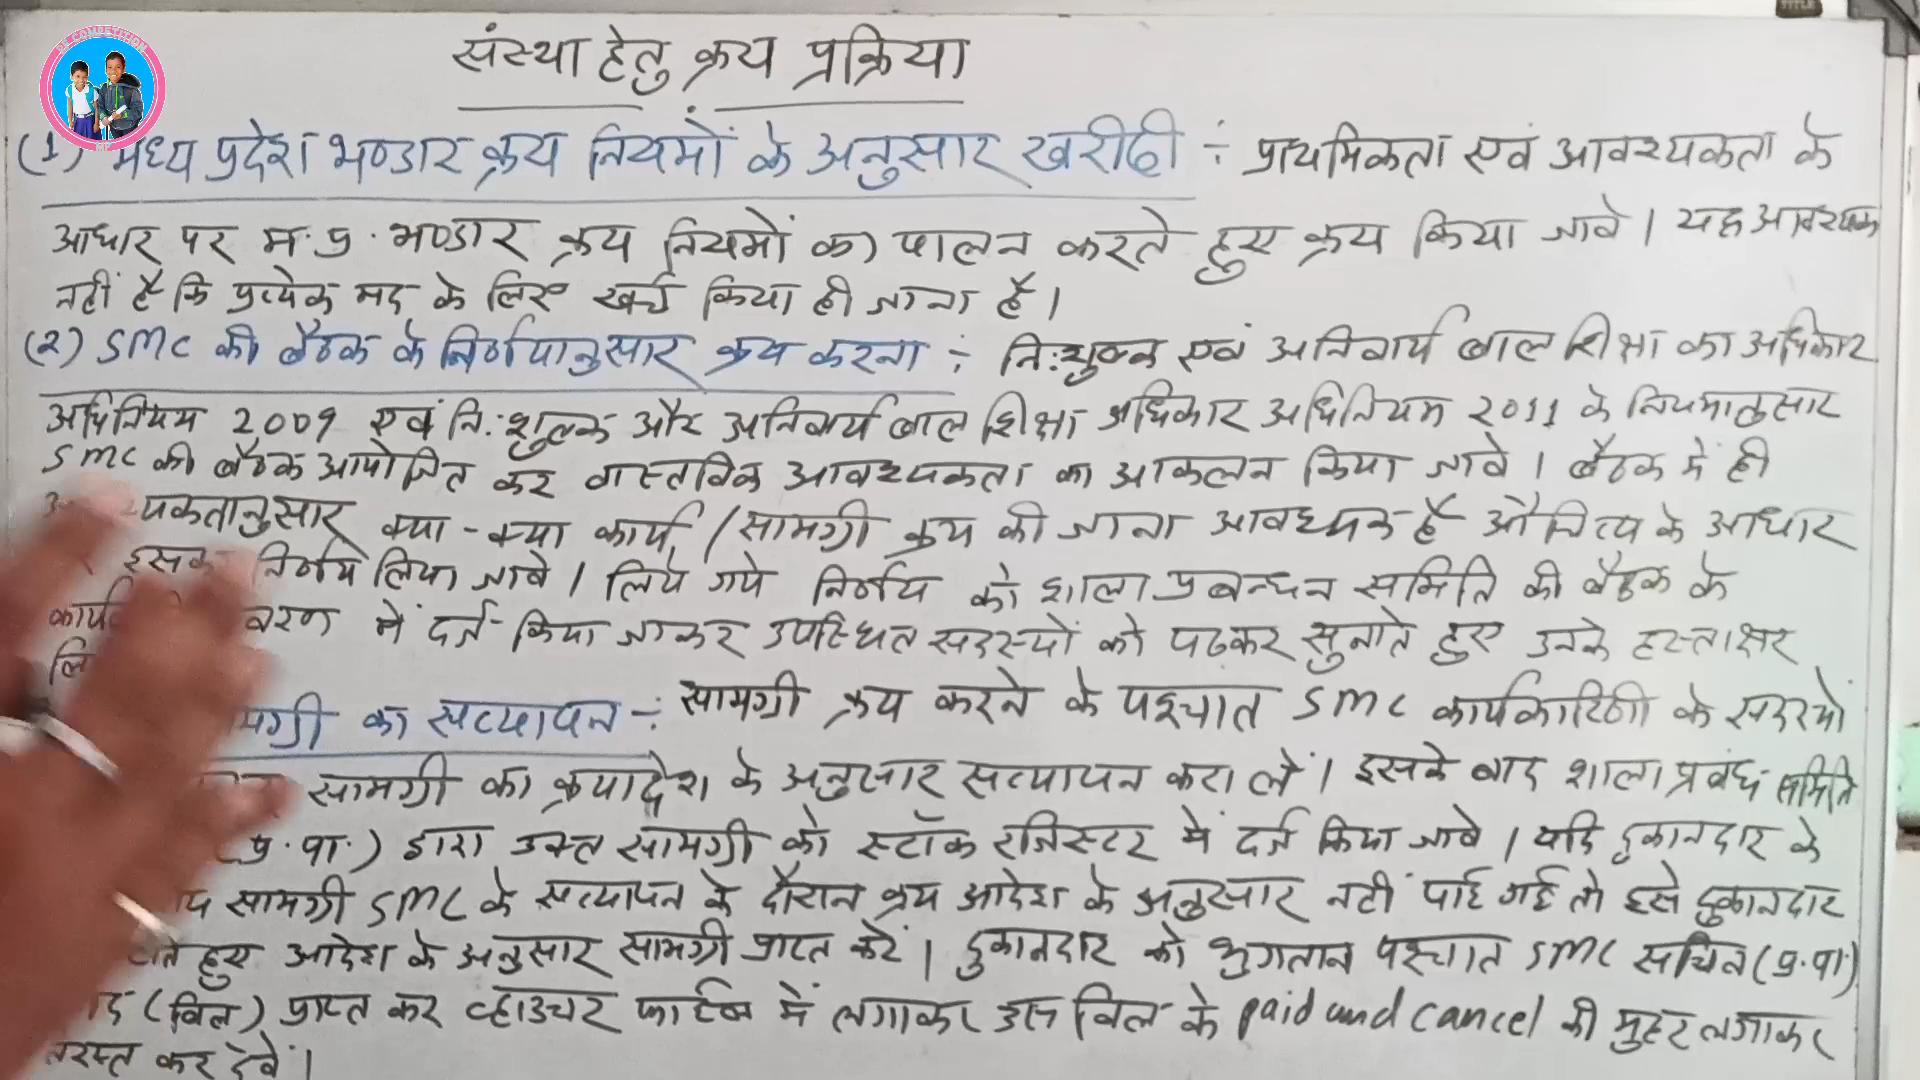 संस्था हेतु क्रय प्रक्रिया
(1) मध्य प्रदेश भण्डार क्रय नियमों के अनुसार खरीदी ÷ प्राथमिकता एवं आवश्यकता के
आधार पर म.प्र. भण्डार क्रय नियमों का पालन करते हुए क्रय किया जावे। यह आवश्यक
नहीं है कि प्रत्येक मद के लिए खर्च किया ही जाना है।
(2) SMC की बैठक के निर्णयानुसार क्रय करना ÷ नि:शुल्क एवं अनिवार्य बाल शिक्षा का अधिकार
अधिनियम 2009 एवं नि:शुल्क और अनिवार्य बाल शिक्षा अधिकार अधिनियम 2011 के नियमानुसार
SMC की बैठक आयोजित कर वास्तविक आवश्यकता का आकलन किया जावे। बैठक में ही
यकतानुसार क्या-क्या कार्य/सामग्री क्रय की जाना आवश्यक है औचित्य के आधार
निर्णय लिया जावे। लिये गये निर्णय को शाला प्रबन्धन समिति की बैठक के
वरण में दर्ज किया जाकर उपस्थित सदस्यों को पढकर सुनाते हुए उनके हस्ताक्षर
मग्री का सत्यापन ÷ सामग्री क्रय करने के पश्चात SMC कार्यकारिणी के सदस्यों
सामग्री का क्रयादेश के अनुसार सत्यापन करा लें। इसके बाद शाला प्रबंध समिति
(प्र.पा.) द्वारा उक्त सामग्री को स्टॉक रजिस्टर में दर्ज किया जावे। यदि दुकानदार के
सामग्री SMC के सत्यापन के दौरान क्रय आदेश के अनुसार नहीं पाई गई तो इसे दुकानदार
हुए आदेश के अनुसार सामग्री प्राप्त करें। दुकानदार को भुगतान पश्चात SMC सचिव (प्र.पा.)
(बिल) प्राप्त कर व्हाउचर फाईल में लगाकर उस बिल के paid and cancel की मुहर लगाकर
कर देवें।